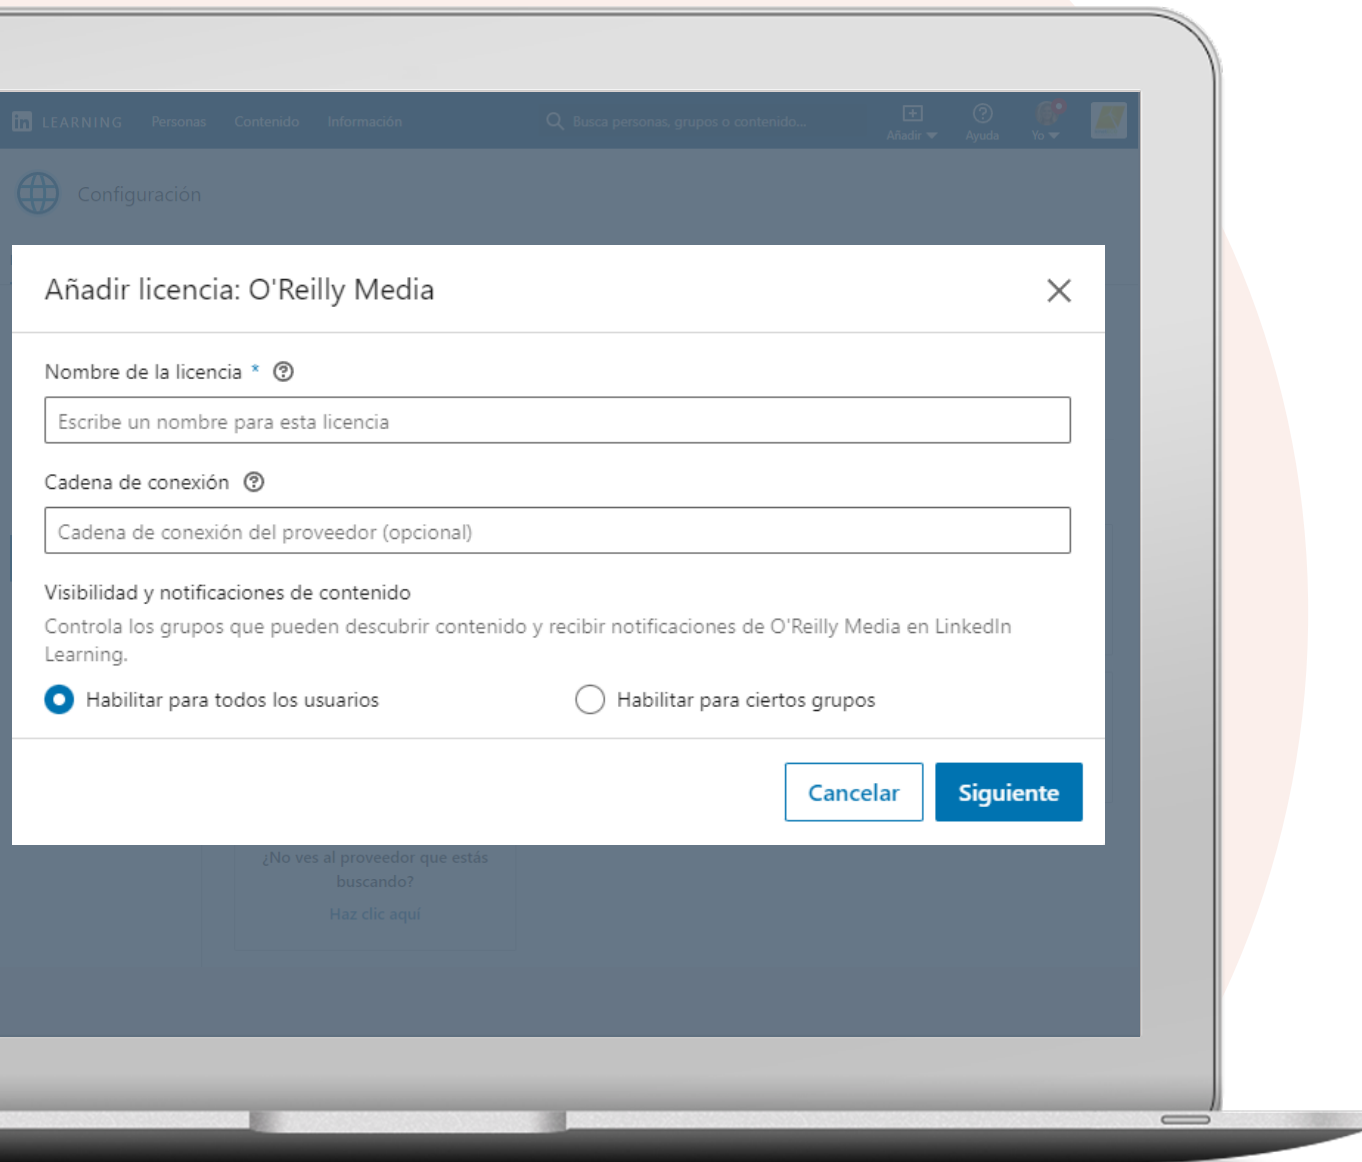 in LEARNING Personas Contenido Información Busca personas, grupos o contenido... Añadir Ayuda Yo
Configuración
Añadir licencia: O'Reilly Media
Nombre de la licencia *
Escribe un nombre para esta licencia
Cadena de conexión
Cadena de conexión del proveedor (opcional)
Visibilidad y notificaciones de contenido
Controla los grupos que pueden descubrir contenido y recibir notificaciones de O'Reilly Media en LinkedIn
Learning.
Habilitar para todos los usuarios Habilitar para ciertos grupos
Cancelar Siguiente
¿No ves al proveedor que estás
buscando?
Haz clic aquí